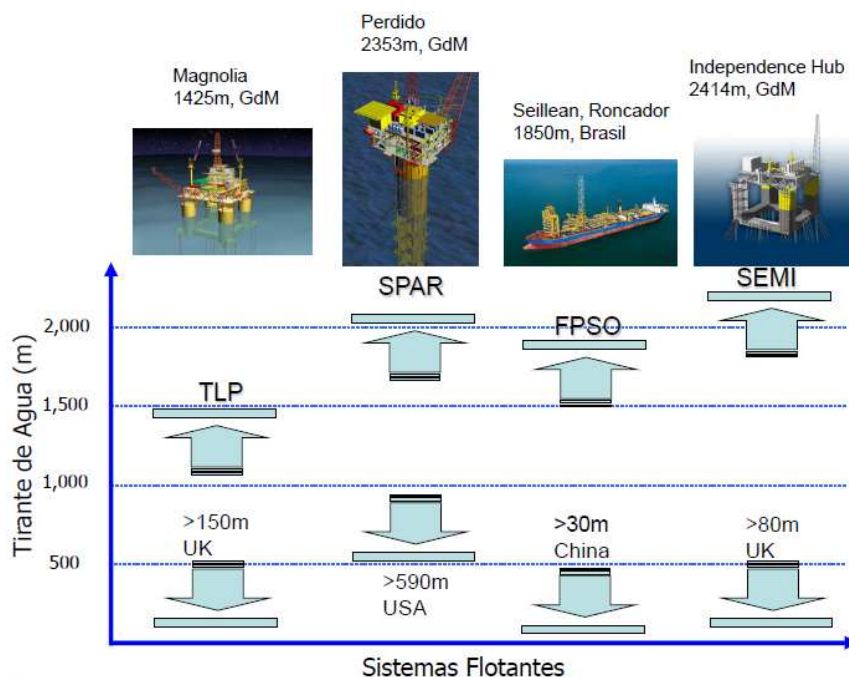 Perdido
2353m, GdM
Magnolia
1425m, GdM
Seillean, Roncador
1850m, Brasil
Independence Hub
2414m, GdM
SPAR
SEMI
FPSO
TLP
Tirante de Agua (m)
2,000
1,500
1,000
500
>150m
UK
>590m
USA
>30m
China
>80m
UK
Sistemas Flotantes